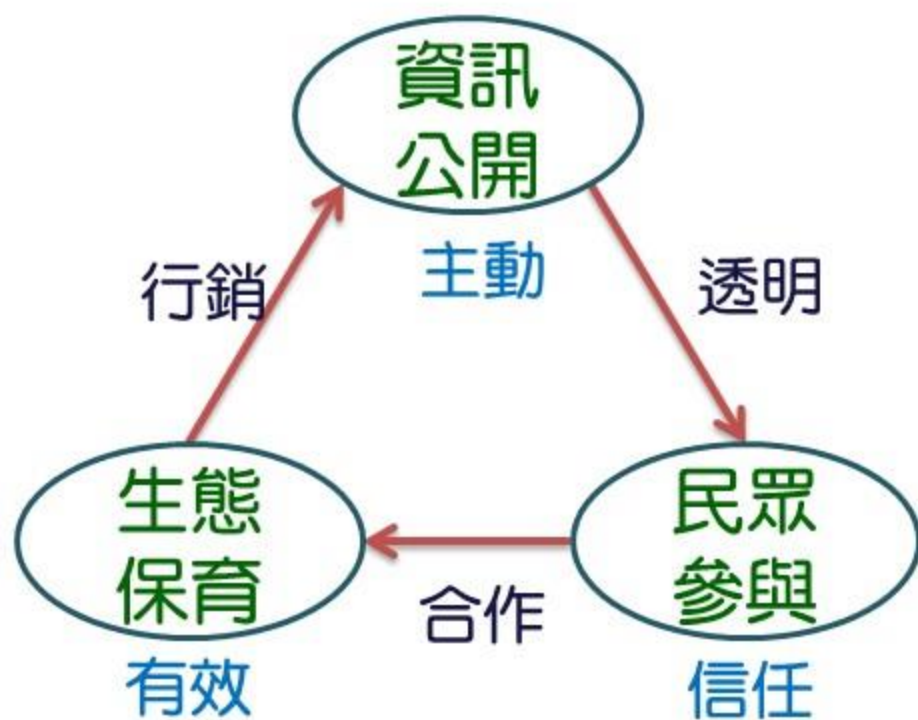 資訊
公開
主動
行銷
透明
生態
保育
有效
合作
民眾
參與
信任